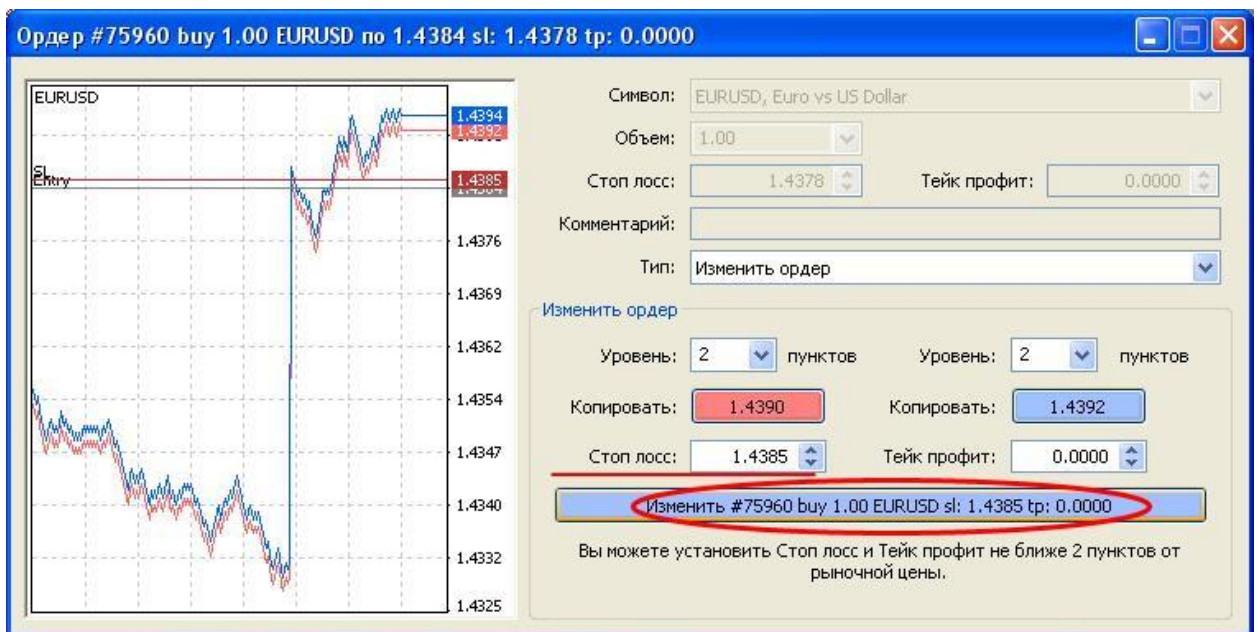 Ордер #75960 buy 1.00 EURUSD по 1.4384 sl: 1.4378 tp: 0.0000
EURUSD
SL
Entry
1.4394
1.4392
1.4385
1.4376
1.4369
1.4362
1.4354
1.4347
1.4340
1.4332
1.4325
Символ: EURUSD, Euro vs US Dollar
Объем: 1.00
Стоп лосс: 1.4378 Тейк профит: 0.0000
Комментарий:
Тип: Изменить ордер
Изменить ордер
Уровень: 2 пунктов Уровень: 2 пунктов
Копировать: 1.4390 Копировать: 1.4392
Стоп лосс: 1.4385 Тейк профит: 0.0000
Изменить #75960 buy 1.00 EURUSD sl: 1.4385 tp: 0.0000
Вы можете установить Стоп лосс и Тейк профит не ближе 2 пунктов от
рыночной цены.